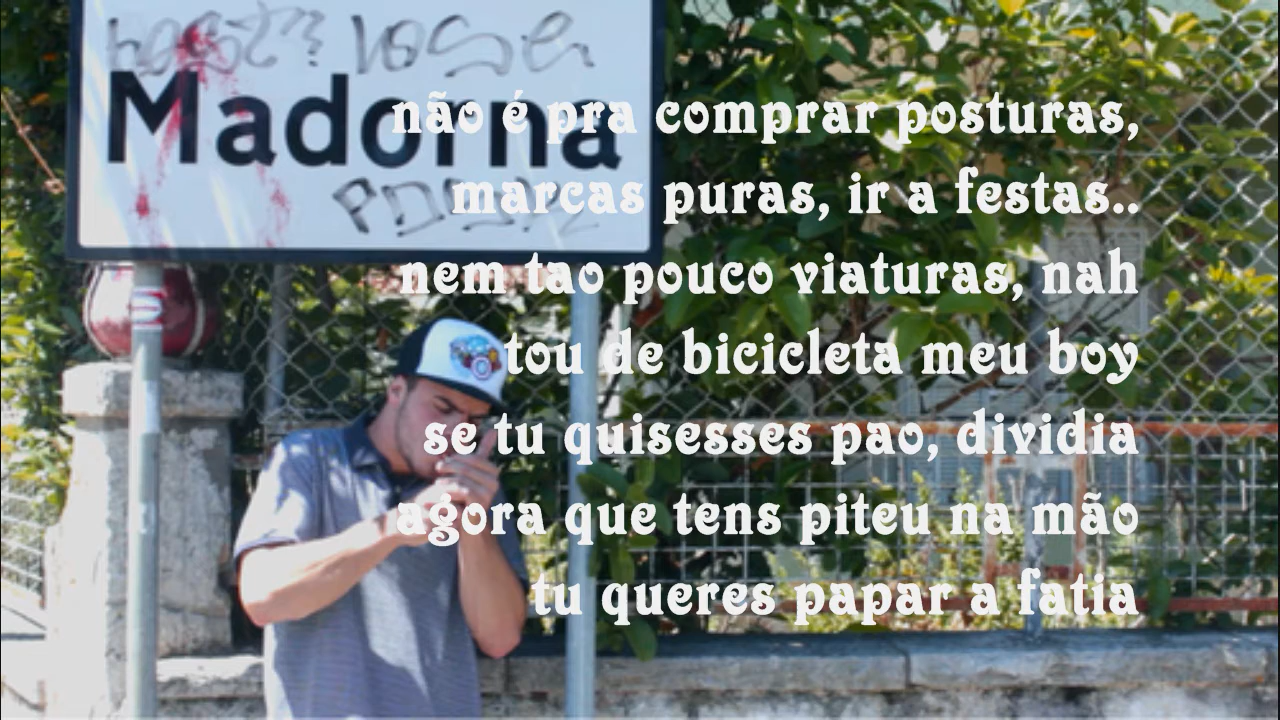 Madorna
não é pra comprar posturas,
marcas puras, ir a festas..
nem tao pouco viaturas, nah
tou de bicicleta meu boy
se tu quisesses pao, dividia
agora que tens piteu na mão
tu queres papar a fatia